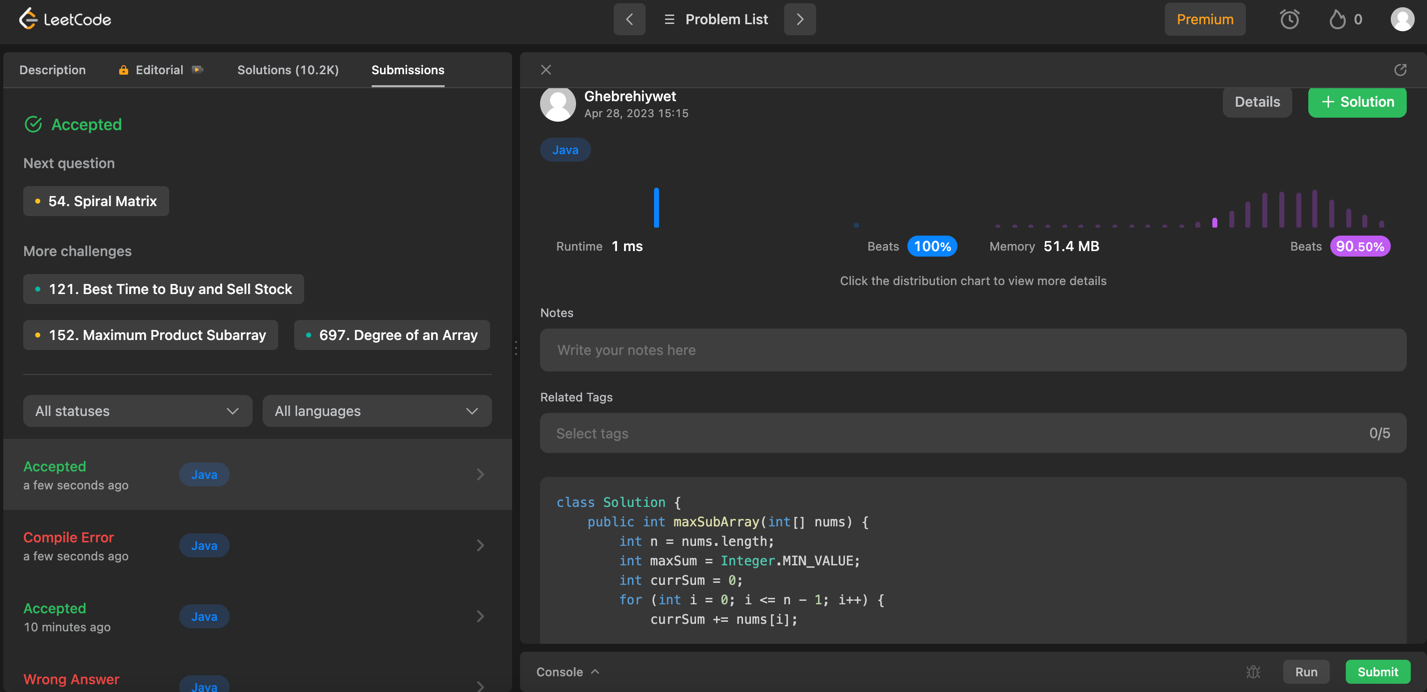 LeetCode
Problem List
Premium
0
Description
Editorial
Solutions (10.2K)
Submissions
Accepted
Next question
54. Spiral Matrix
More challenges
121. Best Time to Buy and Sell Stock
152. Maximum Product Subarray
697. Degree of an Array
All statuses
All languages
Accepted
a few seconds ago
Java
Compile Error
a few seconds ago
Java
Accepted
10 minutes ago
Java
Wrong Answer
Java
Ghebrehiywet
Apr 28, 2023 15:15
Details
+ Solution
Java
Runtime 1 ms
Beats 100%
Memory 51.4 MB
Beats 90.50%
Click the distribution chart to view more details
Notes
Write your notes here
Related Tags
Select tags
0/5
class Solution {
    public int maxSubArray(int[] nums) {
        int n = nums.length;
        int maxSum = Integer.MIN_VALUE;
        int currSum = 0;
        for (int i = 0; i <= n - 1; i++) {
            currSum += nums[i];
Console
Run
Submit